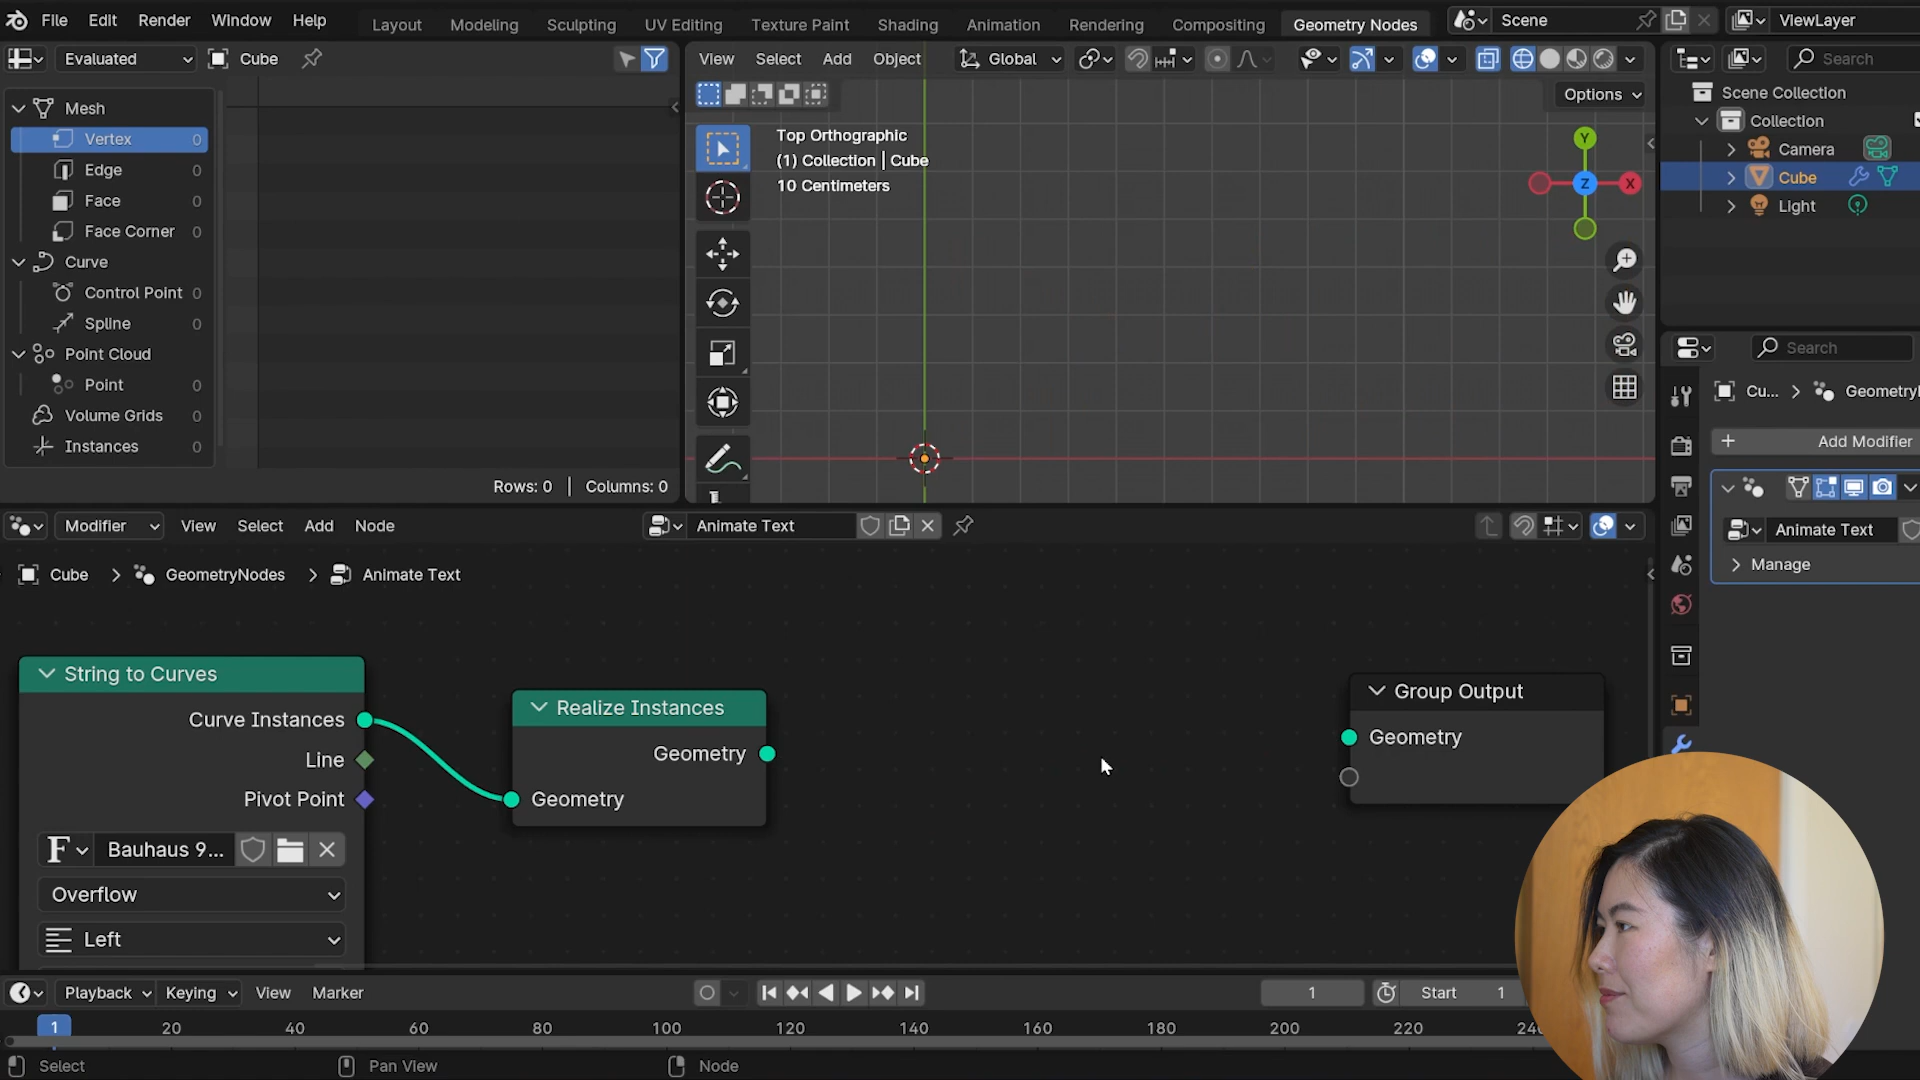 File Edit Render Window Help
Layout Modeling Sculpting UV Editing Texture Paint Shading Animation Rendering Compositing Geometry Nodes
Scene
ViewLayer
Evaluated
Cube
View Select Add Object
Global
Search
Options
Mesh
Vertex 0
Edge 0
Face 0
Face Corner 0
Curve
Control Point 0
Spline 0
Point Cloud
Point 0
Volume Grids 0
Instances 0
Rows: 0 | Columns: 0
Top Orthographic
(1) Collection | Cube
10 Centimeters
Y
Z
X
Scene Collection
Collection
Camera
Cube
Light
Search
Cu... > Geometry
+ Add Modifier
Animate Text
Manage
Modifier View Select Add Node
Animate Text
Cube > GeometryNodes > Animate Text
String to Curves
Curve Instances
Line
Pivot Point
F Bauhaus 9...
Overflow
Left
Realize Instances
Geometry
Geometry
Group Output
Geometry
Playback Keying View Marker
1
Start 1
1 20 40 60 80 100 120 140 160 180 200 220
Select
Pan View
Node